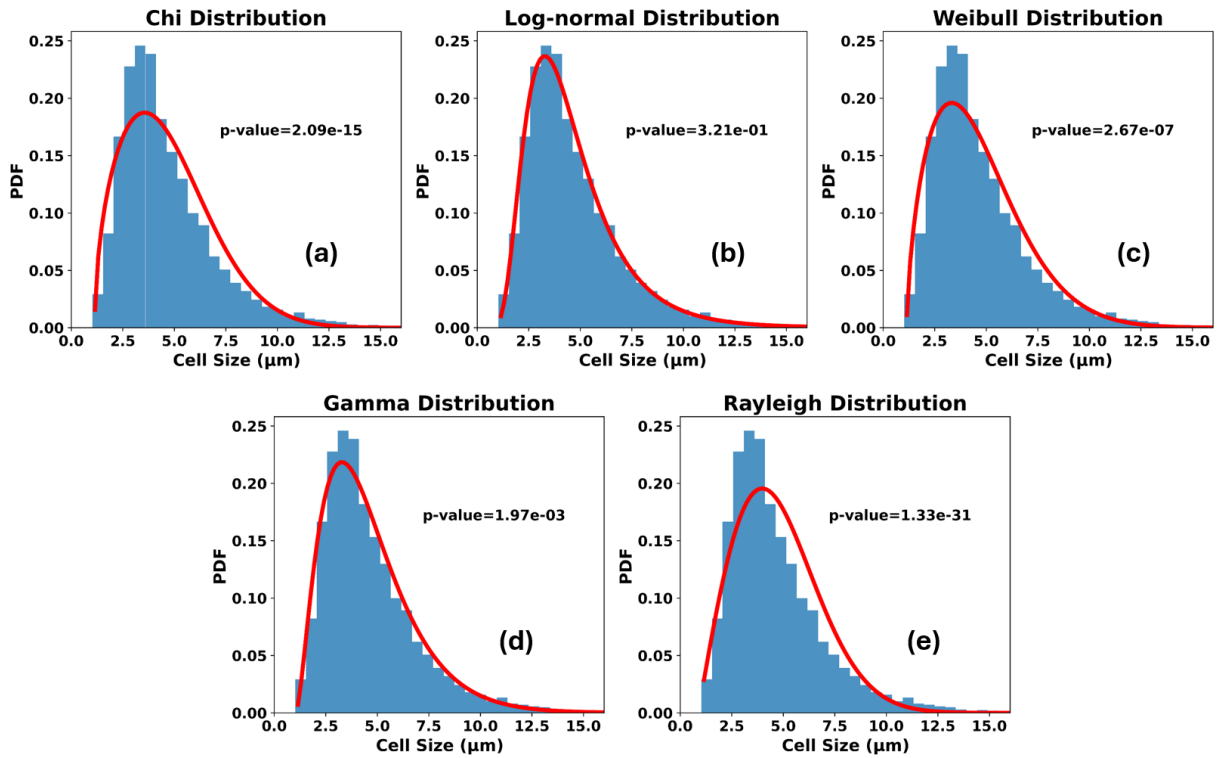 Chi Distribution
PDF
0.25
0.20
0.15
0.10
0.05
0.00
p-value=2.09e-15
(a)
0.0 2.5 5.0 7.5 10.0 12.5 15.0
Cell Size (μm)
Log-normal Distribution
PDF
0.25
0.20
0.15
0.10
0.05
0.00
p-value=3.21e-01
(b)
0.0 2.5 5.0 7.5 10.0 12.5 15.0
Cell Size (μm)
Weibull Distribution
PDF
0.25
0.20
0.15
0.10
0.05
0.00
p-value=2.67e-07
(c)
0.0 2.5 5.0 7.5 10.0 12.5 15.0
Cell Size (μm)
Gamma Distribution
PDF
0.25
0.20
0.15
0.10
0.05
0.00
p-value=1.97e-03
(d)
0.0 2.5 5.0 7.5 10.0 12.5 15.0
Cell Size (μm)
Rayleigh Distribution
PDF
0.25
0.20
0.15
0.10
0.05
0.00
p-value=1.33e-31
(e)
0.0 2.5 5.0 7.5 10.0 12.5 15.0
Cell Size (μm)